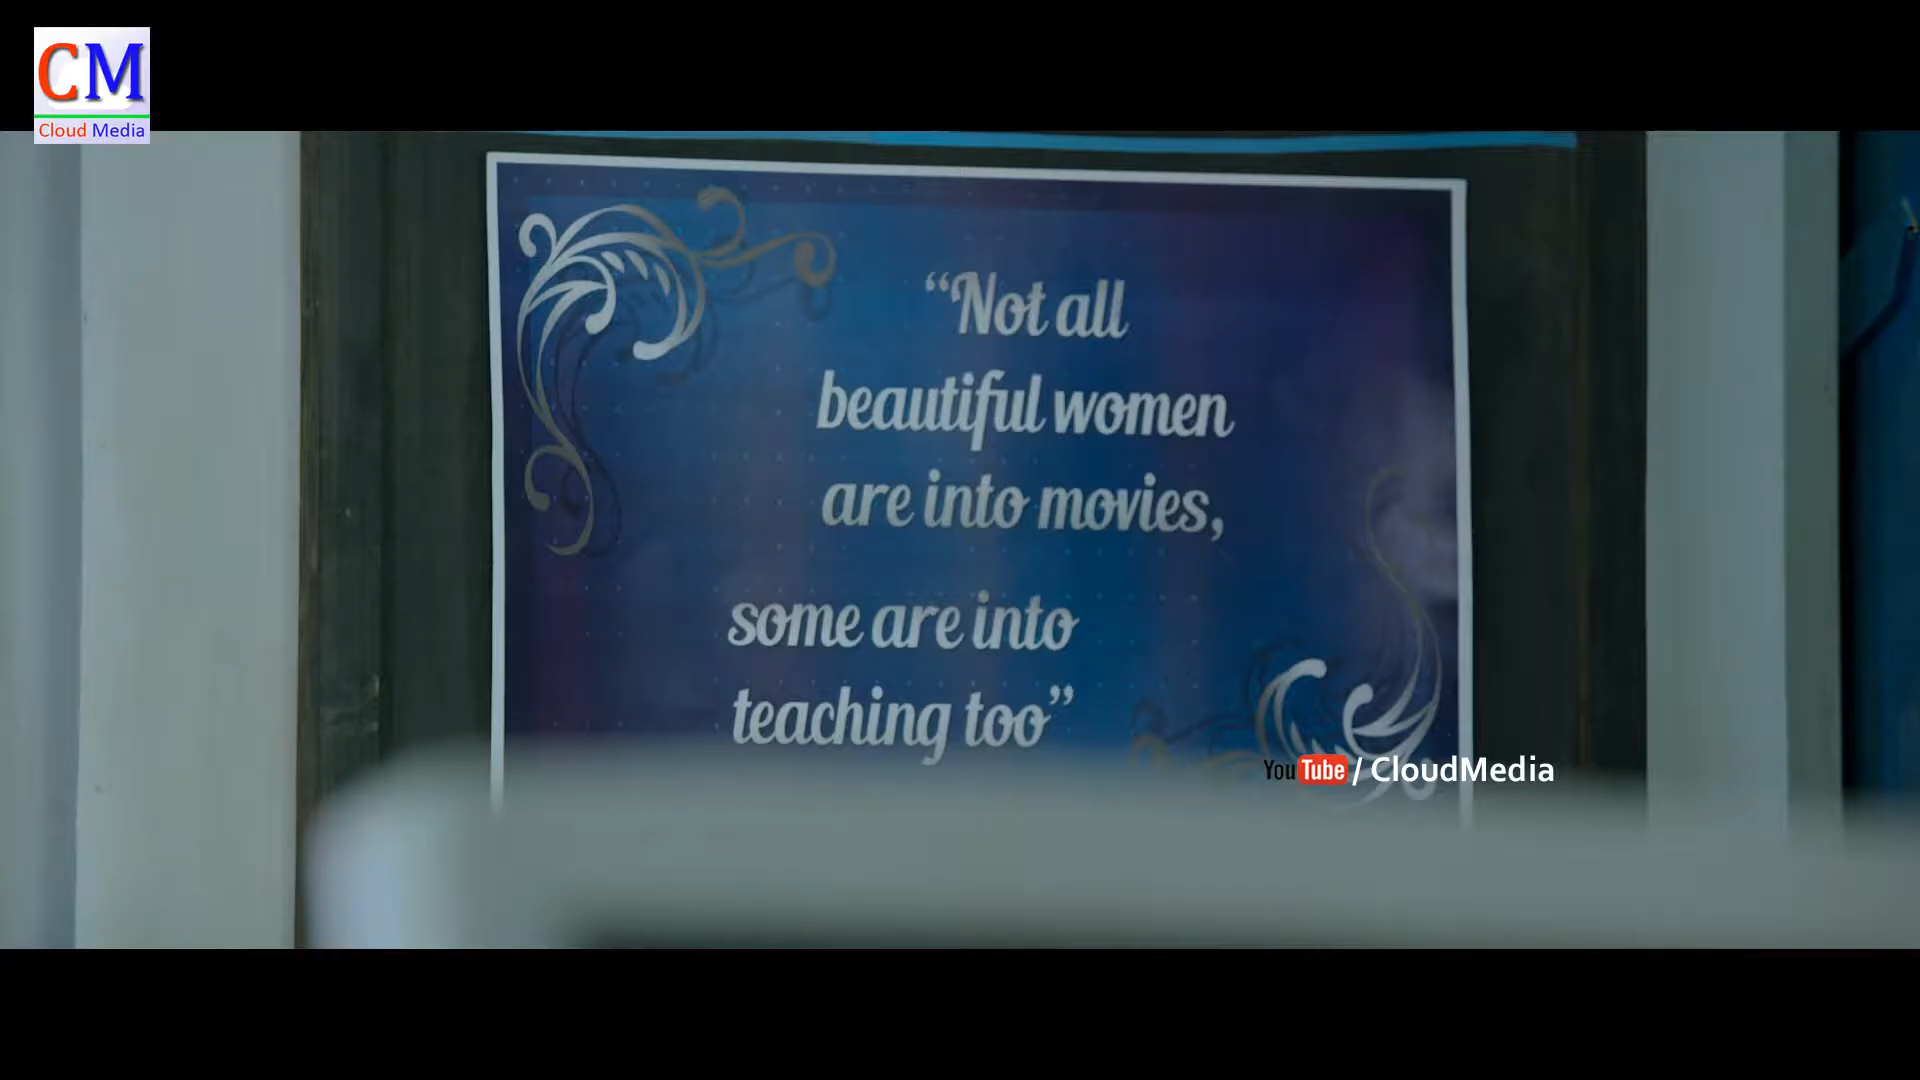 CM
Cloud Media
“Not all
beautiful women
are into movies,
some are into
teaching too”
YouTube / CloudMedia